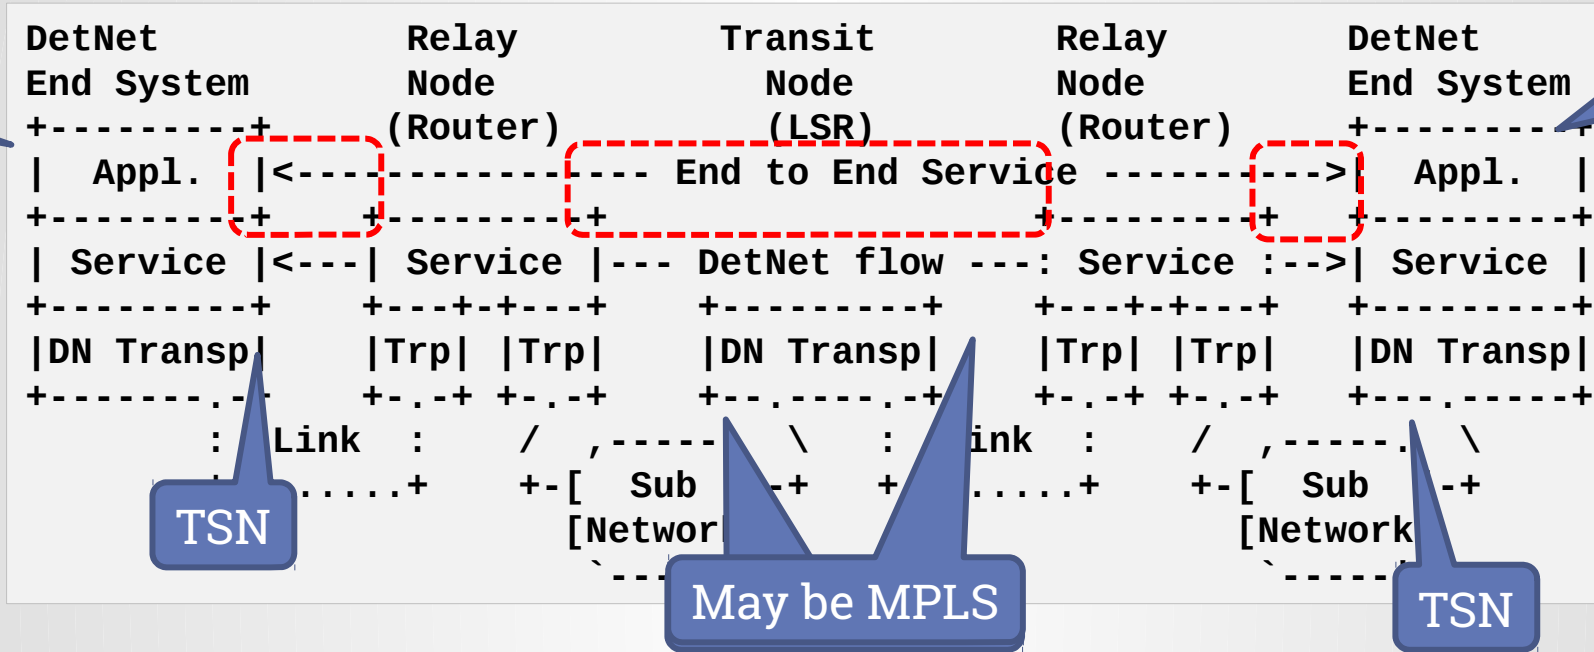 DetNet Relay Transit Relay DetNet
End System Node Node Node End System
+---------+ (Router) (LSR) (Router) +---------+
| Appl. |<----------------- End to End Service ----------->| Appl. |
+---------+ +---------+ +---------+ +---------+
| Service |<---| Service |--- DetNet flow ---: Service :-->| Service |
+---------+ +---+-+---+ +---------+ +---+-+---+ +---------+
|DN Transp| |Trp| |Trp| |DN Transp| |Trp| |Trp| |DN Transp|
+-------.-+ +-.-+ +-.-+ +--.----.-+ +-.-+ +-.-+ +---.-----+
: Link : / ,----- \ : ink : / ,-----. \
.....+ +-[ Sub -+ + .....+ +-[ Sub -+
[Network [Network
`--- `-----
TSN
May be MPLS
TSN